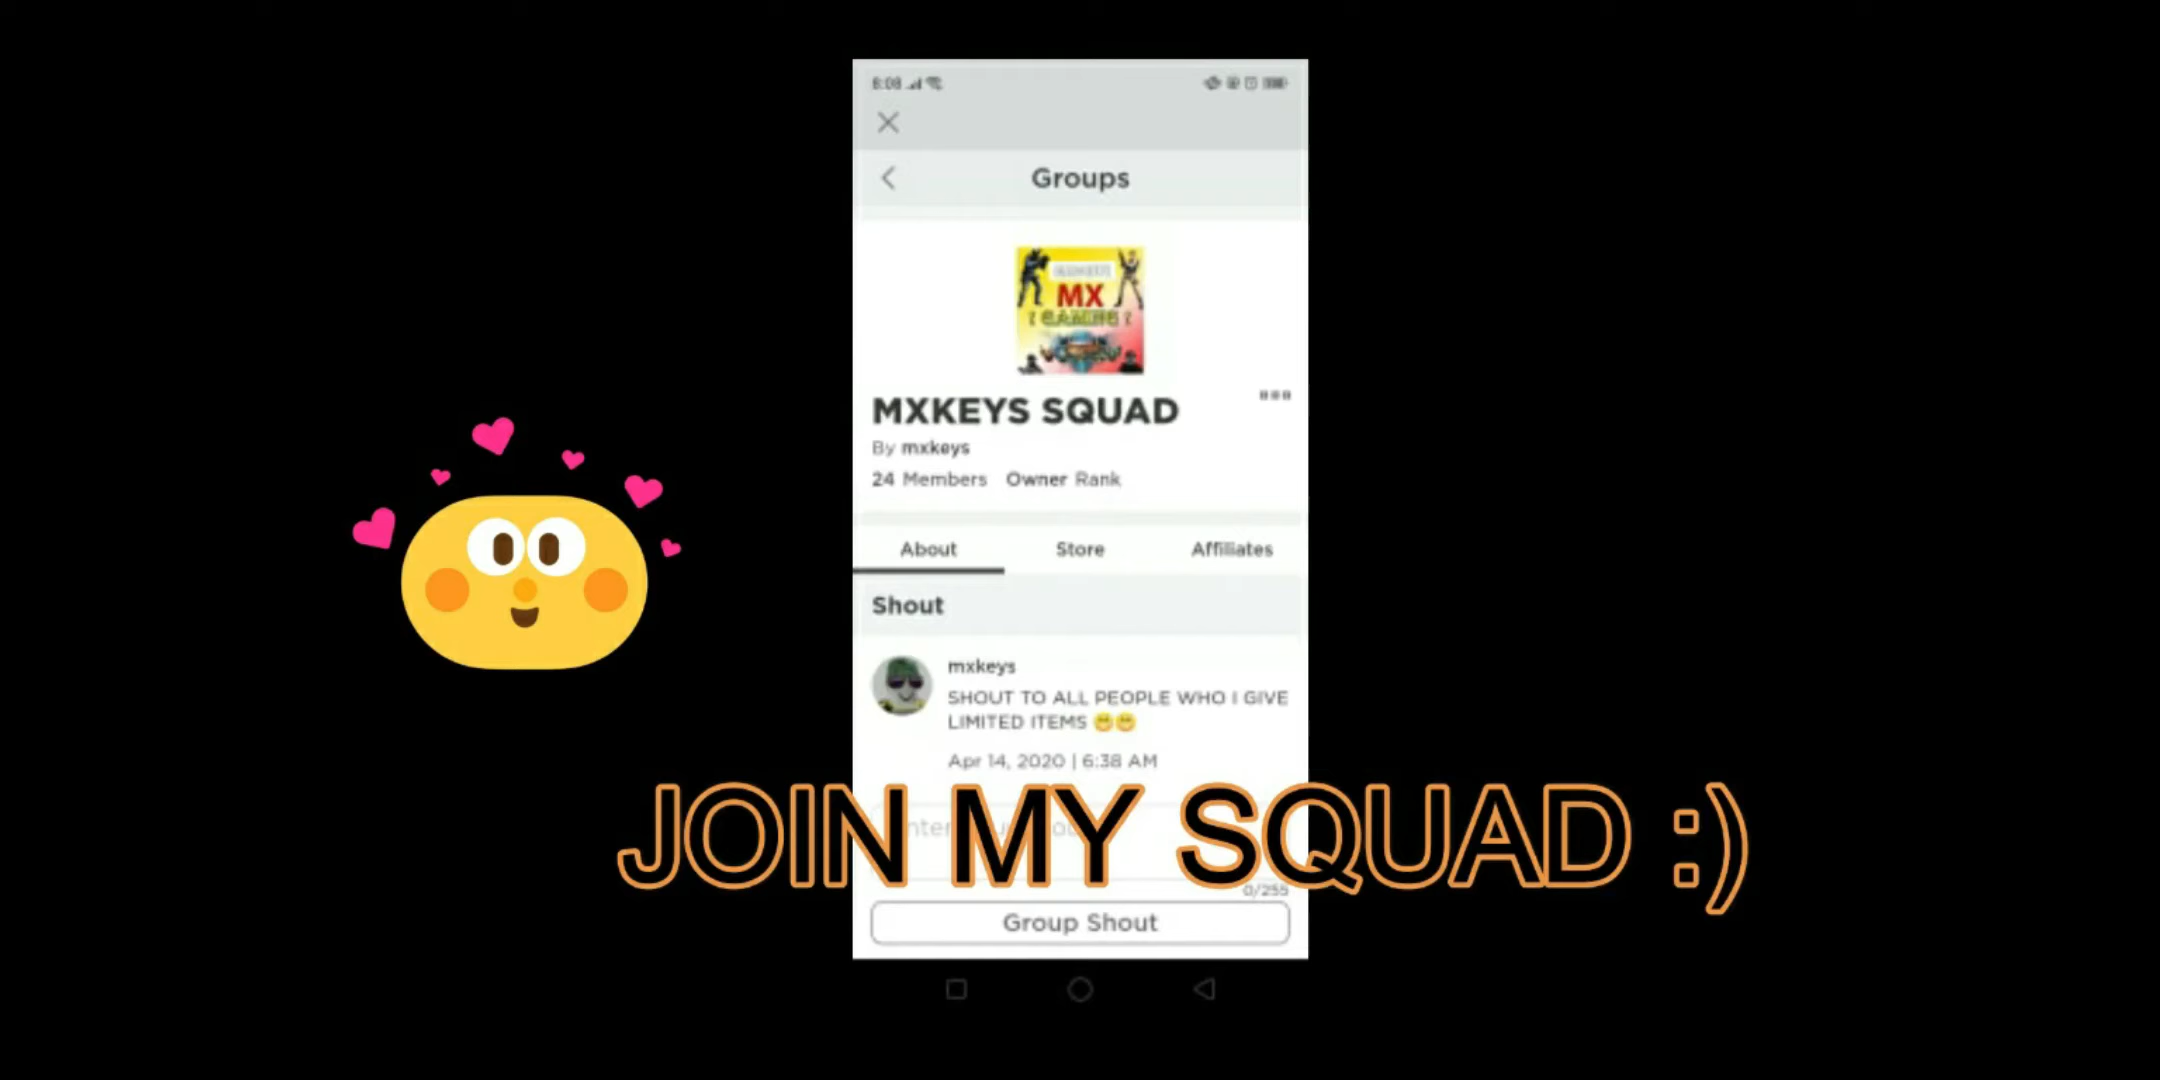 Groups
MX
GAMING
MXKEYS SQUAD
By mxkeys
24 Members Owner Rank
About Store Affiliates
Shout
mxkeys
SHOUT TO ALL PEOPLE WHO I GIVE
LIMITED ITEMS 😁😁
Apr 14, 2020 | 6:38 AM
JOIN MY SQUAD :)
0/255
Group Shout